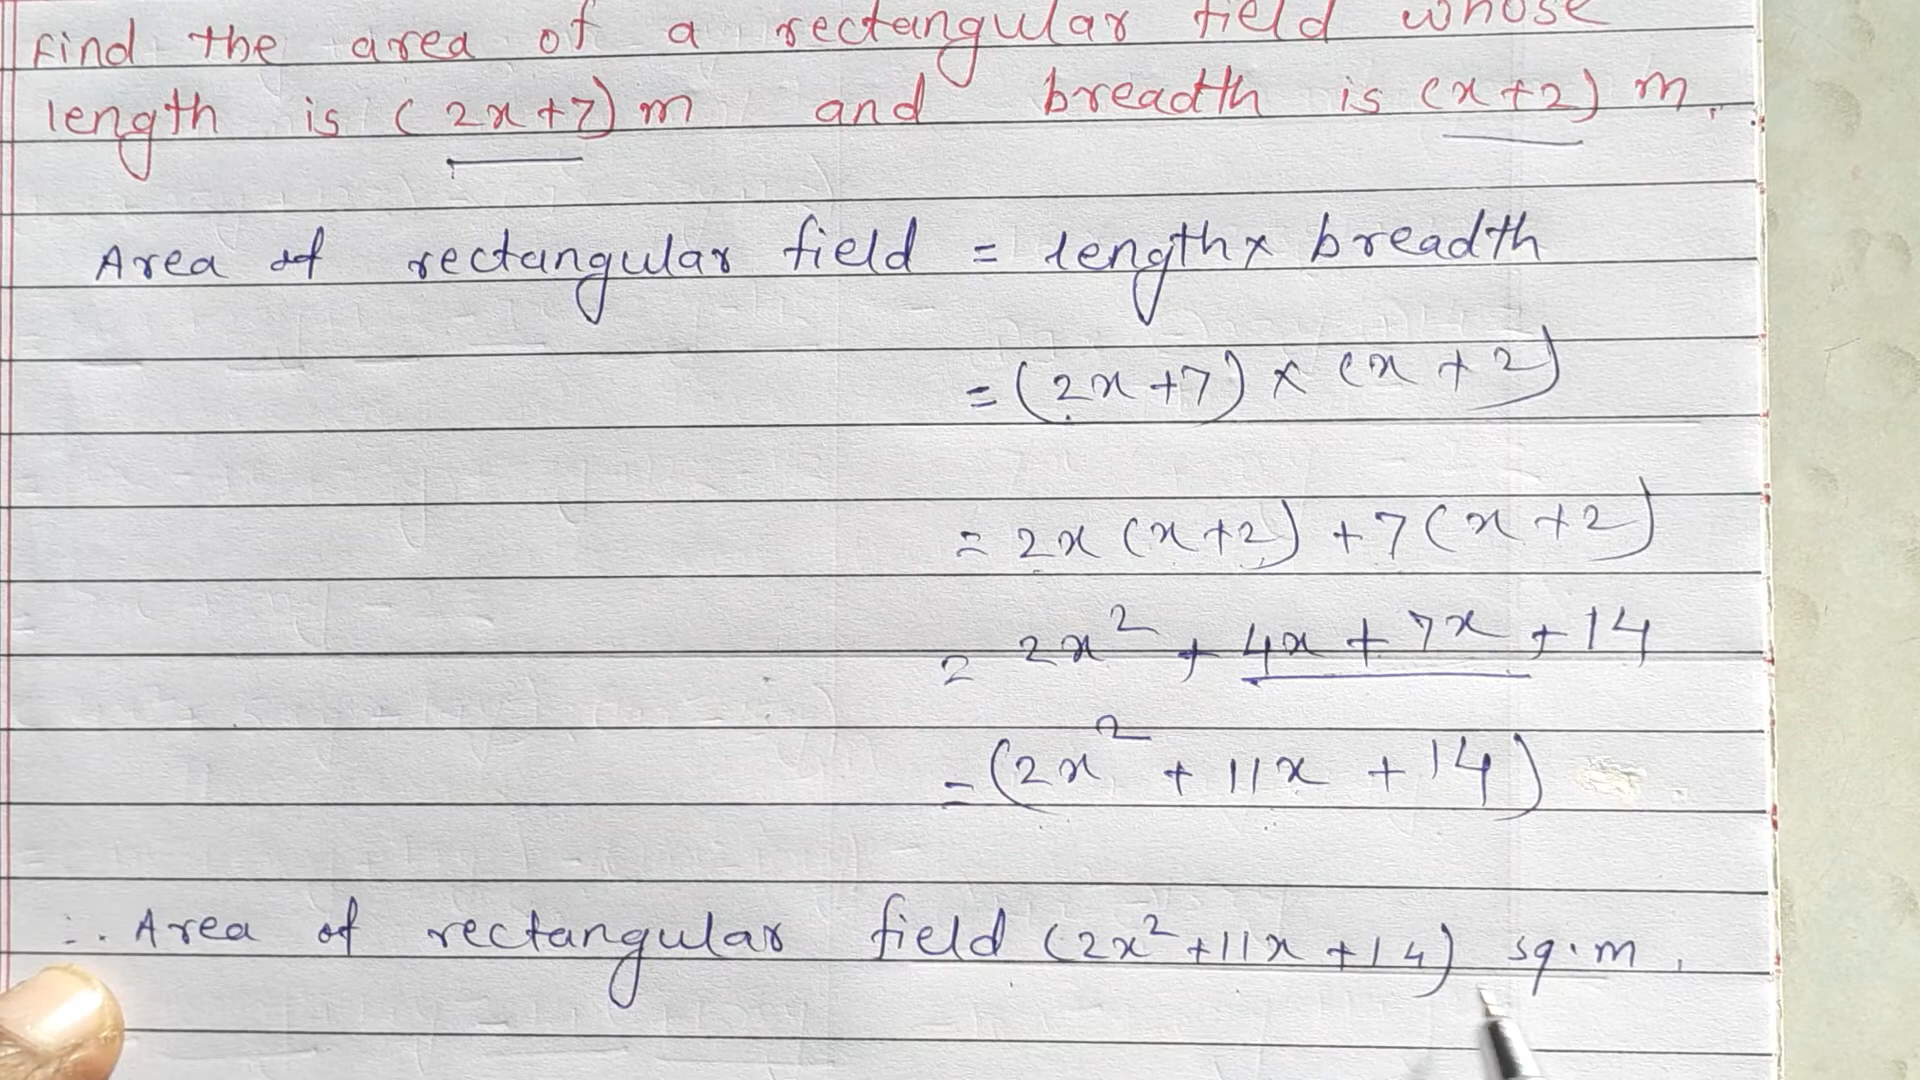 Find the area of a rectangular field whose
length is (2x+7) m and breadth is (x+2) m.
Area of rectangular field = length × breadth
= (2x+7) × (x+2)
= 2x(x+2) + 7(x+2)
= 2x² + 4x + 7x + 14
= (2x² + 11x + 14)
∴ Area of rectangular field (2x²+11x+14) sq.m.